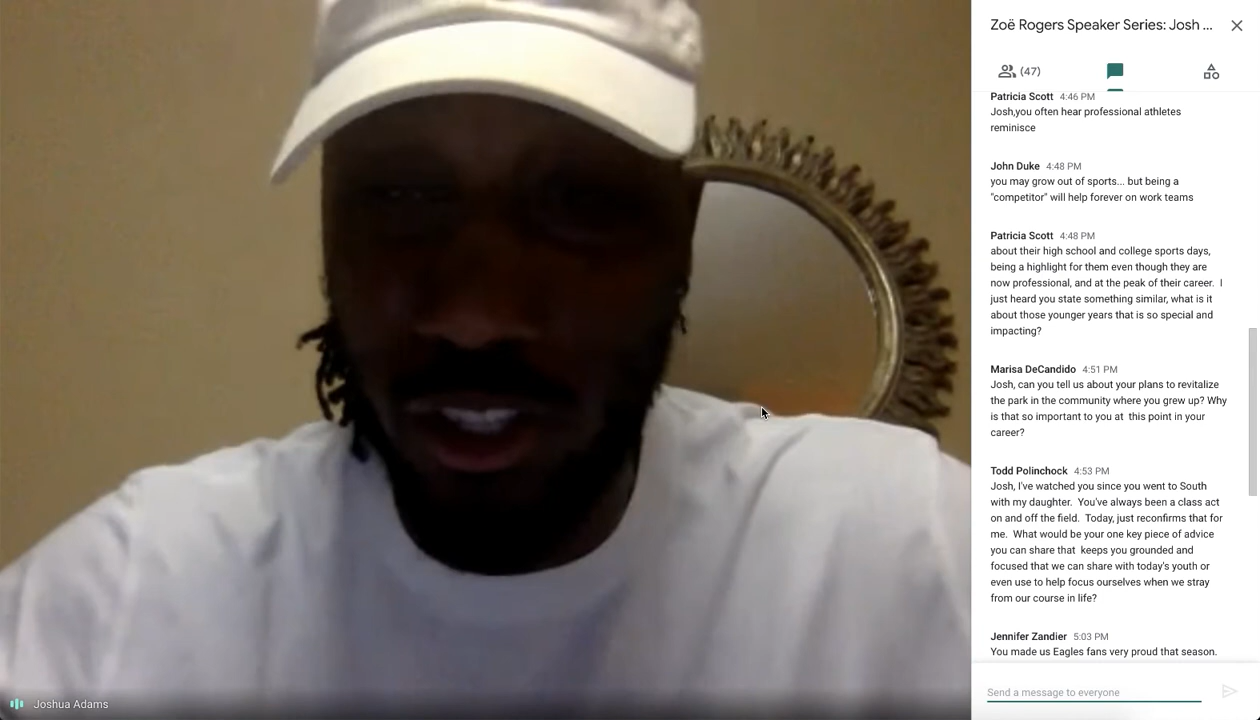 Zoë Rogers Speaker Series: Josh ...
(47)
Patricia Scott 4:46 PM
Josh,you often hear professional athletes
reminisce
John Duke 4:48 PM
you may grow out of sports... but being a
"competitor" will help forever on work teams
Patricia Scott 4:48 PM
about their high school and college sports days,
being a highlight for them even though they are
now professional, and at the peak of their career.  I
just heard you state something similar, what is it
about those younger years that is so special and
impacting?
Marisa DeCandido 4:51 PM
Josh, can you tell us about your plans to revitalize
the park in the community where you grew up? Why
is that so important to you at  this point in your
career?
Todd Polinchock 4:53 PM
Josh, I've watched you since you went to South
with my daughter.  You've always been a class act
on and off the field.  Today, just reconfirms that for
me.  What would be your one key piece of advice
you can share that  keeps you grounded and
focused that we can share with today's youth or
even use to help focus ourselves when we stray
from our course in life?
Jennifer Zandier 5:03 PM
You made us Eagles fans very proud that season.
Send a message to everyone
Joshua Adams